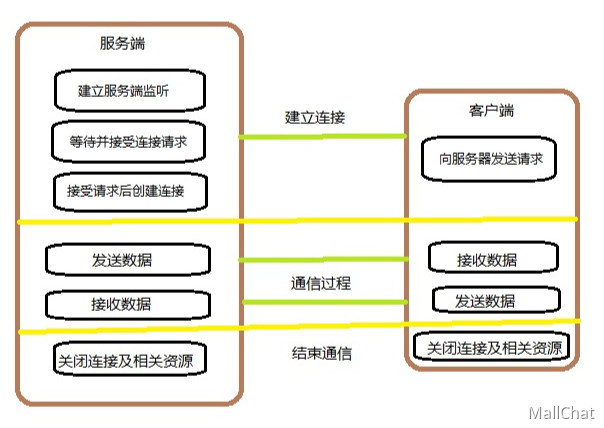 服务端
建立服务端监听
等待并接受连接请求
接受请求后创建连接
发送数据
接收数据
关闭连接及相关资源
建立连接
通信过程
结束通信
客户端
向服务器发送请求
接收数据
发送数据
关闭连接及相关资源
MallChat